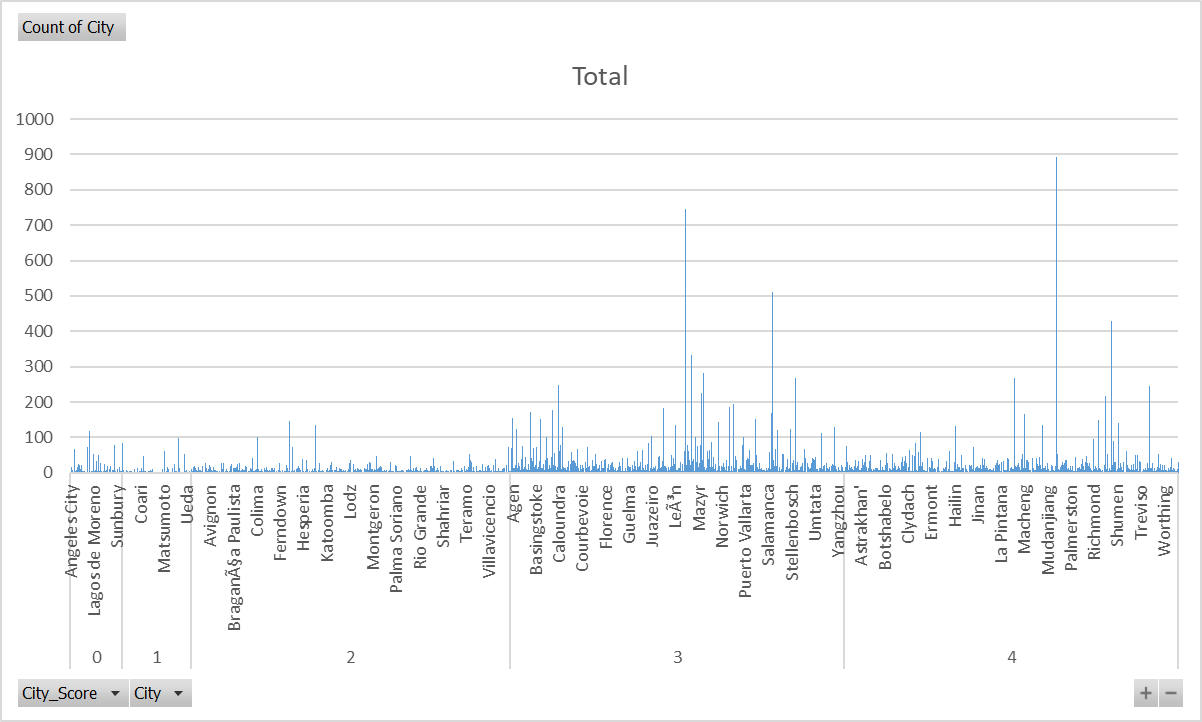 Count of City
Total
1000
900
800
700
600
500
400
300
200
100
0
Angeles City
Lagos de Moreno
Sunbury
Coari
Matsumoto
Ueda
Avignon
BraganÃ§a Paulista
Colima
Ferndown
Hesperia
Katoomba
Lodz
Montgeron
Palma Soriano
Rio Grande
Shahriar
Teramo
Villavicencio
Agen
Basingstoke
Caloundra
Courbevoie
Florence
Guelma
Juazeiro
LeÃ³n
Mazyr
Norwich
Puerto Vallarta
Salamanca
Stellenbosch
Umtata
Yangzhou
Astrakhan'
Botshabelo
Clydach
Ermont
Hailin
Jinan
La Pintana
Macheng
Mudanjiang
Palmerston
Richmond
Shumen
Treviso
Worthing
0
1
2
3
4
City_Score
City
+ −